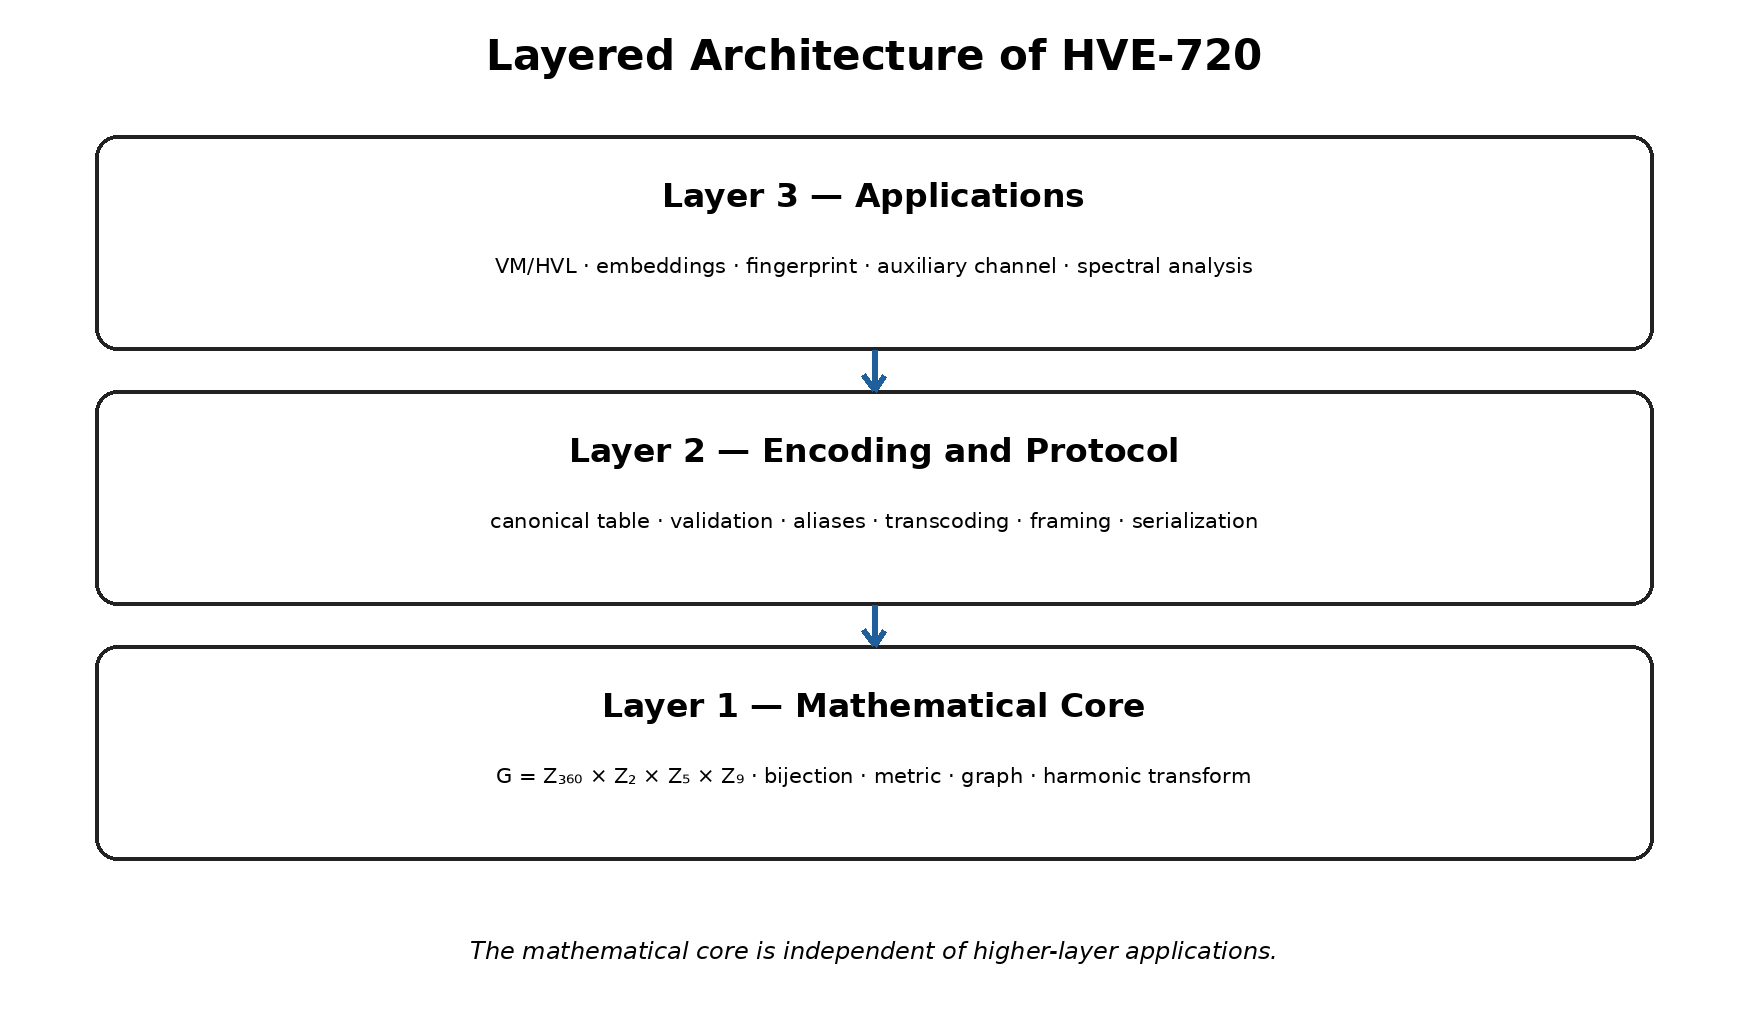 Layered Architecture of HVE-720
Layer 3 — Applications
VM/HVL · embeddings · fingerprint · auxiliary channel · spectral analysis
Layer 2 — Encoding and Protocol
canonical table · validation · aliases · transcoding · framing · serialization
Layer 1 — Mathematical Core
G = Z₃₆₀ × Z₂ × Z₅ × Z₉ · bijection · metric · graph · harmonic transform
The mathematical core is independent of higher-layer applications.